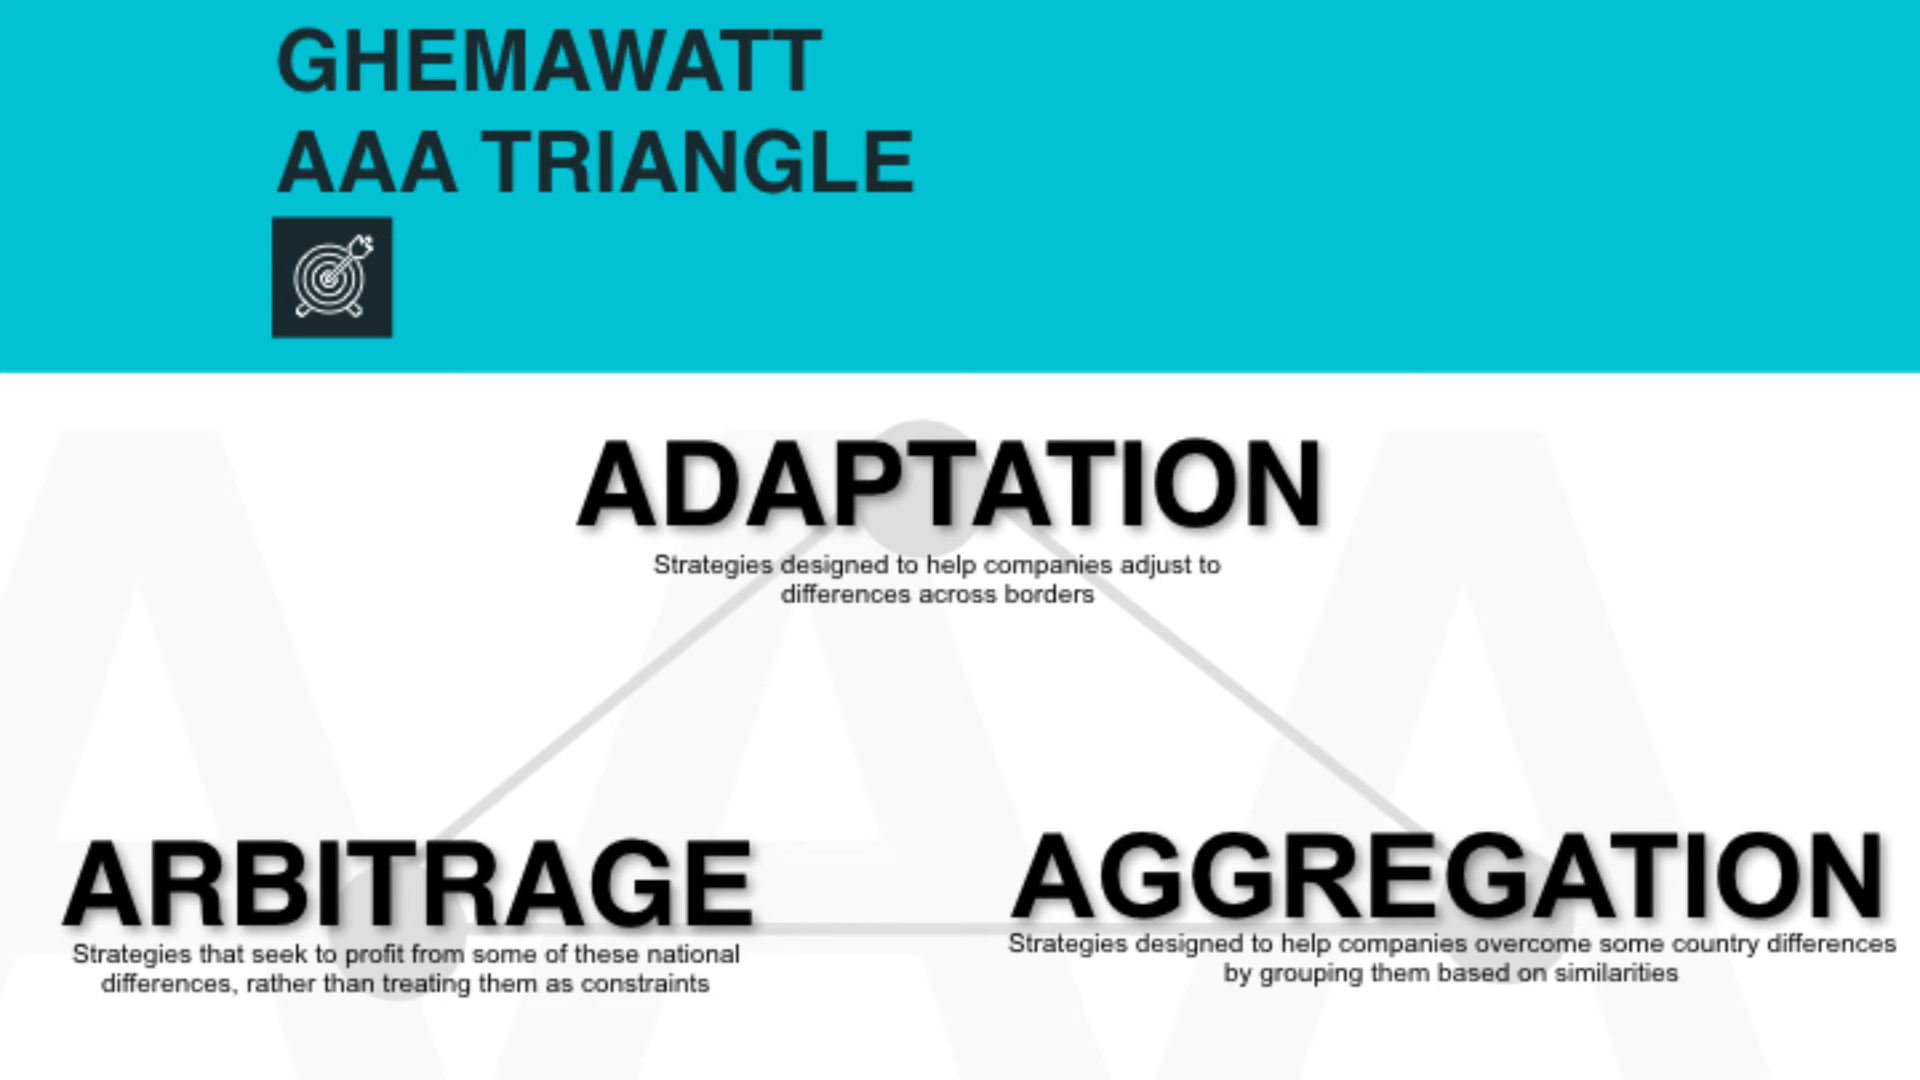 GHEMAWATT
AAA TRIANGLE
ADAPTATION
Strategies designed to help companies adjust to
differences across borders
ARBITRAGE
Strategies that seek to profit from some of these national
differences, rather than treating them as constraints
AGGREGATION
Strategies designed to help companies overcome some country differences
by grouping them based on similarities
AAA